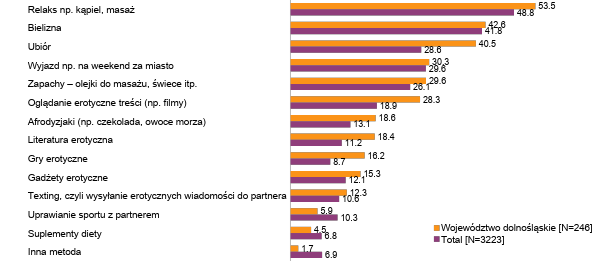 Relaks np. kąpiel, masaż 53.5
48.8
Bielizna 42.6
41.8
Ubiór 40.5
28.6
Wyjazd np. na weekend za miasto 30.3
29.6
Zapachy – olejki do masażu, świece itp. 29.6
26.1
Oglądanie erotyczne treści (np. filmy) 28.3
18.9
Afrodyzjaki (np. czekolada, owoce morza) 18.6
13.1
Literatura erotyczna 18.4
11.2
Gry erotyczne 16.2
8.7
Gadżety erotyczne 15.3
12.1
Texting, czyli wysyłanie erotycznych wiadomości do partnera 12.3
10.6
Uprawianie sportu z partnerem 5.9
10.3
Suplementy diety 4.5
6.8
Inna metoda 1.7
6.9
Województwo dolnośląskie [N=246]
Total [N=3223]